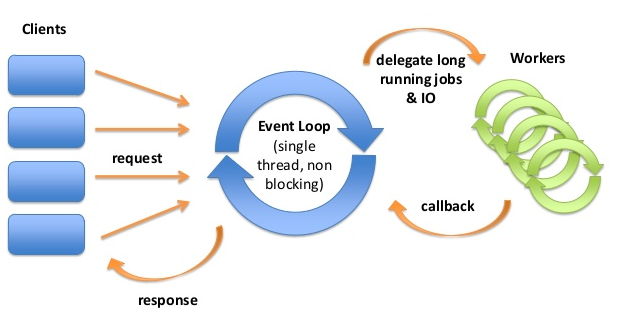 Clients
request
response
Event Loop
(single
thread, non
blocking)
delegate long
running jobs
& IO
Workers
callback